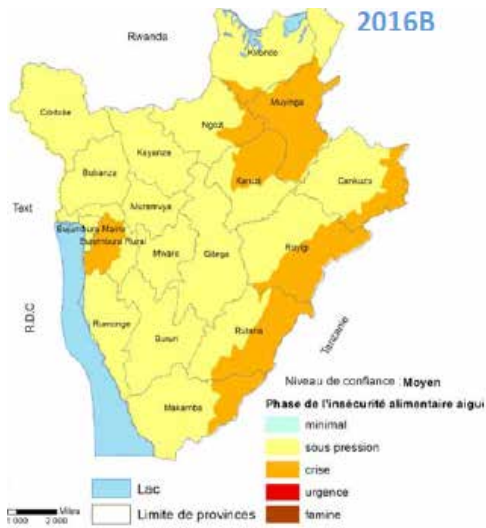 2016B
Rwanda
Kirundo
Muyinga
Ngozi
Cibitoke
Kayanza
Karuzi
Bubanza
Cankuzo
Muramvya
Text
Bujumbura Mairie
Bujumbura Rural
Mwaro
Gitega
Ruyigi
R.D.C
Rumonge
Bururi
Rutana
Tanzanie
Makamba
Niveau de confiance : Moyen
Phase de l'insécurité alimentaire aigui
minimal
sous pression
crise
urgence
famine
Lac
Limite de provinces
Miles